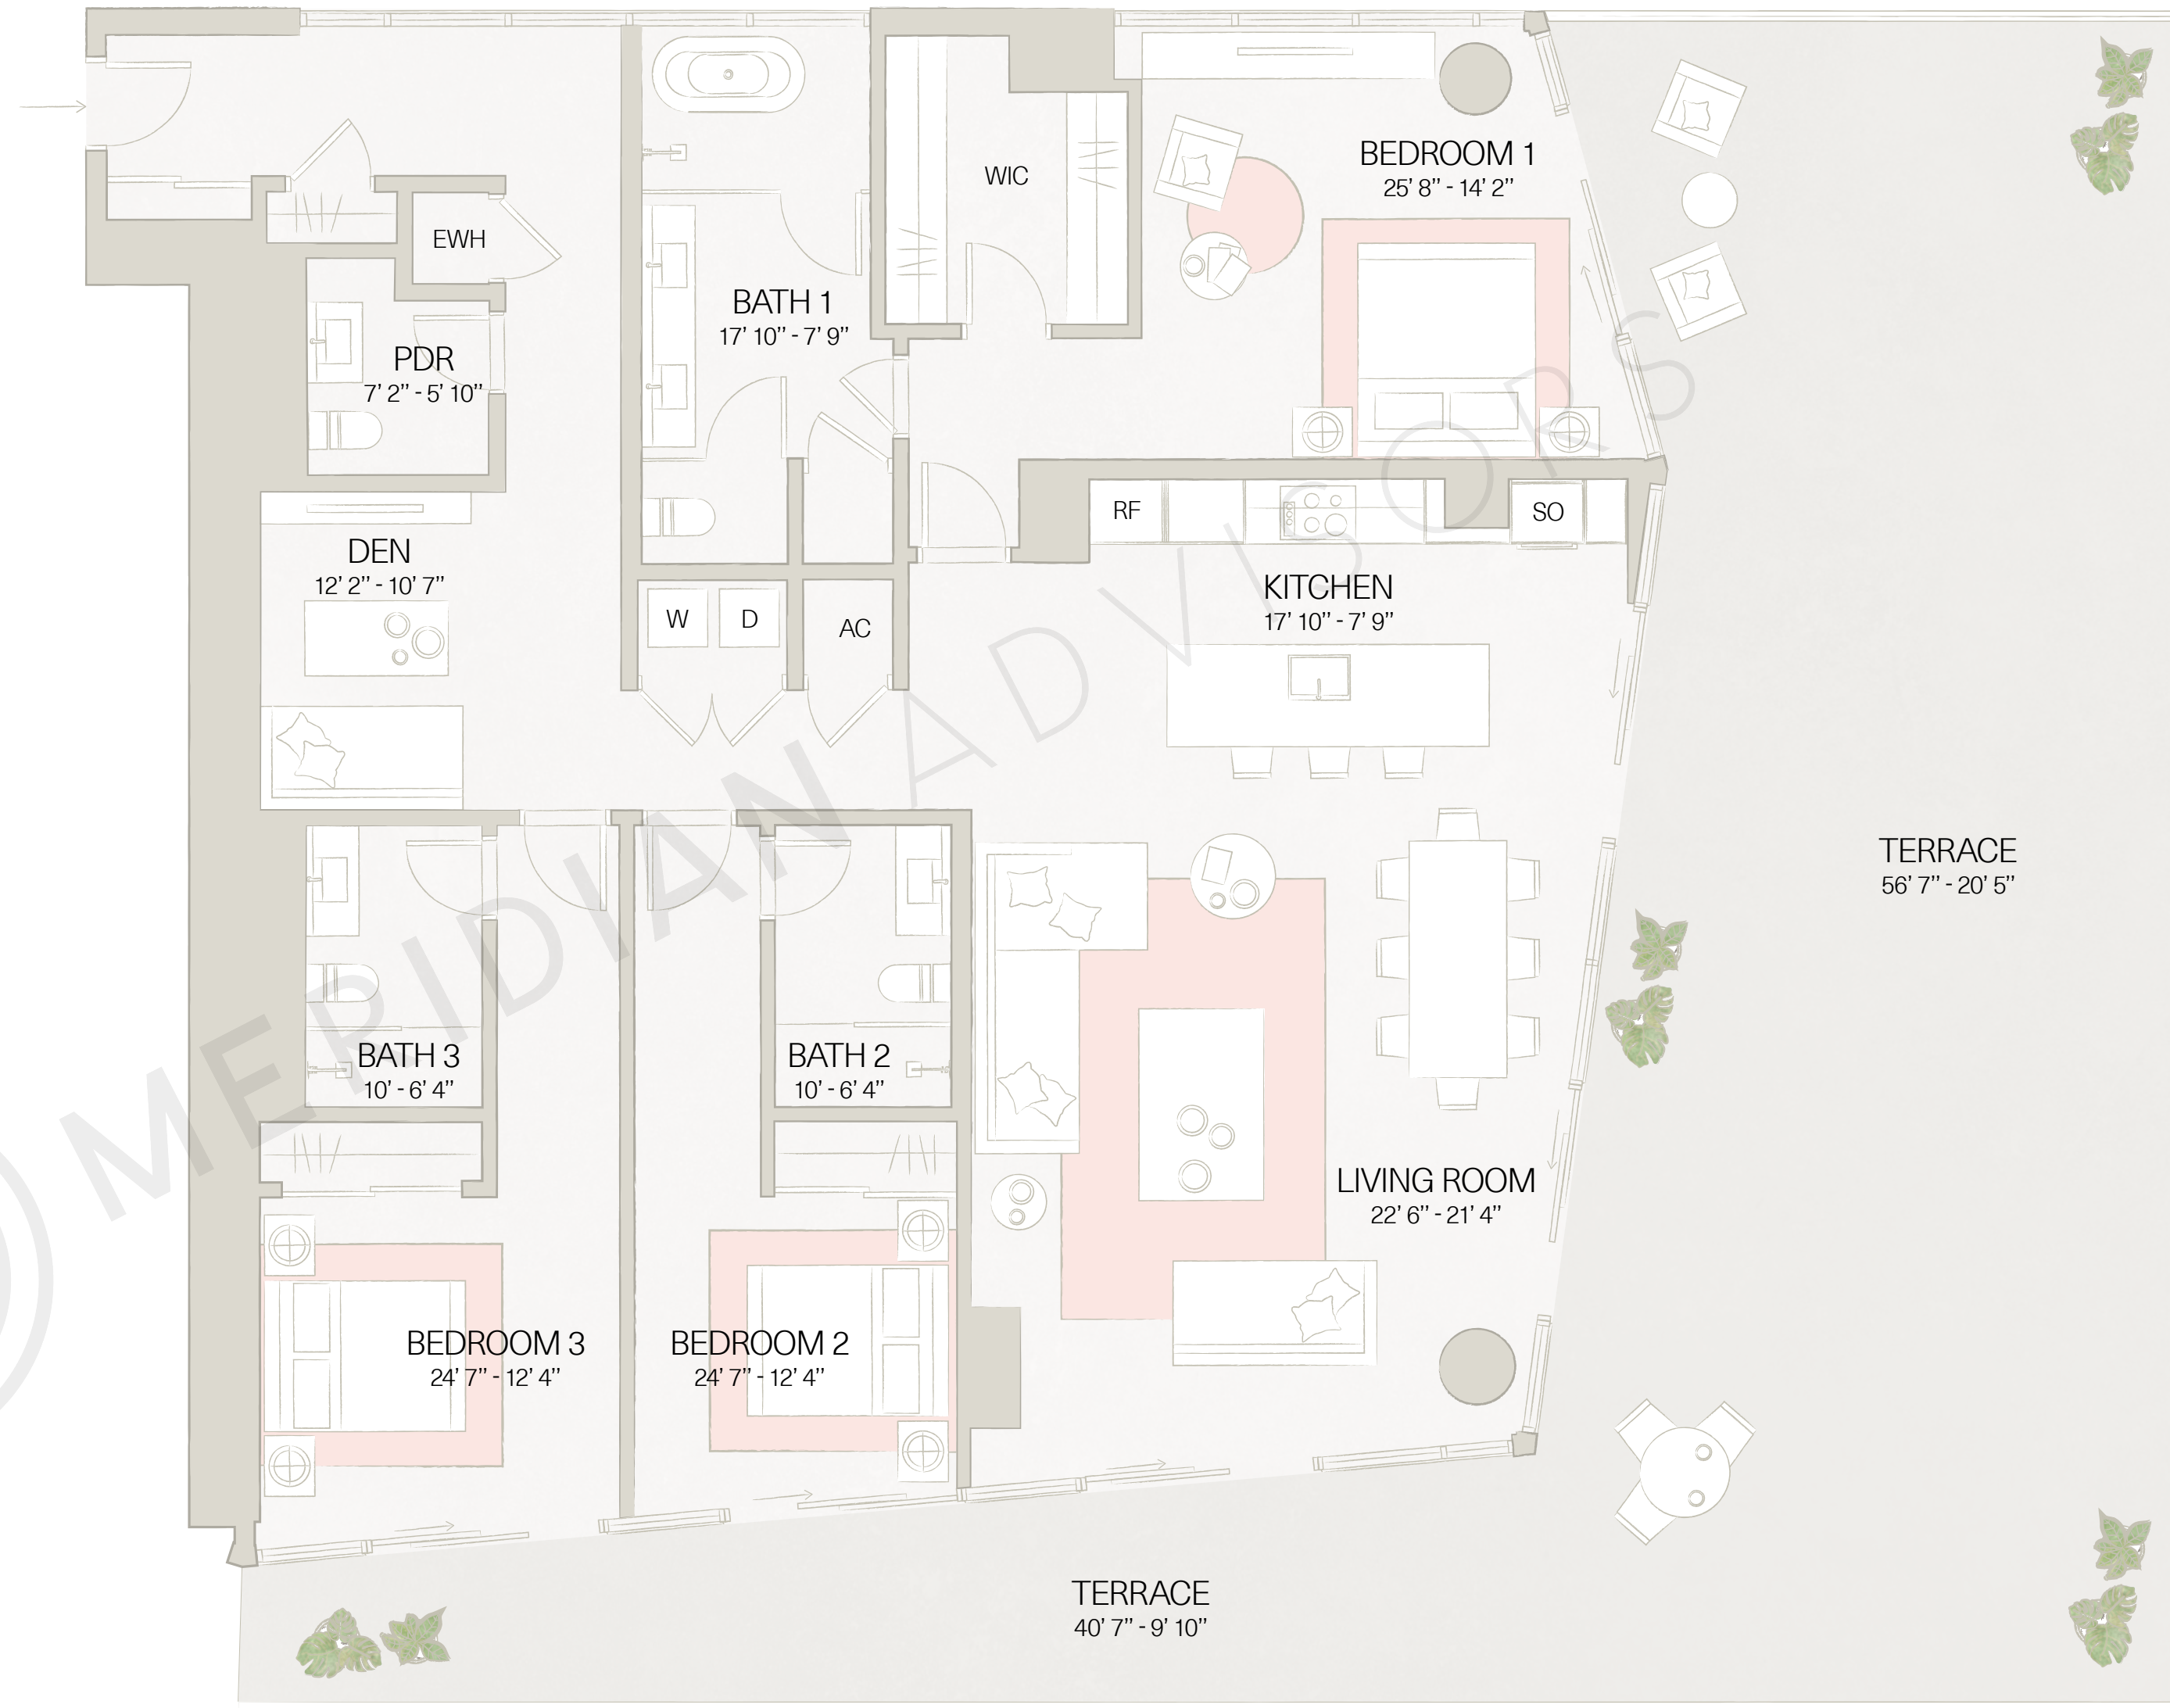 WIC
BEDROOM 1
25’ 8” - 14’ 2”
EWH
BATH 1
17’ 10” - 7’ 9”
PDR
7’ 2” - 5’ 10”
RF
SO
DEN
12’ 2” - 10’ 7”
KITCHEN
17’ 10” - 7’ 9”
W
D
AC
TERRACE
56’ 7” - 20’ 5”
BATH 3
10’ - 6’ 4”
BATH 2
10’ - 6’ 4”
LIVING ROOM
22’ 6” - 21’ 4”
BEDROOM 3
24’ 7” - 12’ 4”
BEDROOM 2
24’ 7” - 12’ 4”
TERRACE
40’ 7” - 9’ 10”
MERIDIAN ADVISORS